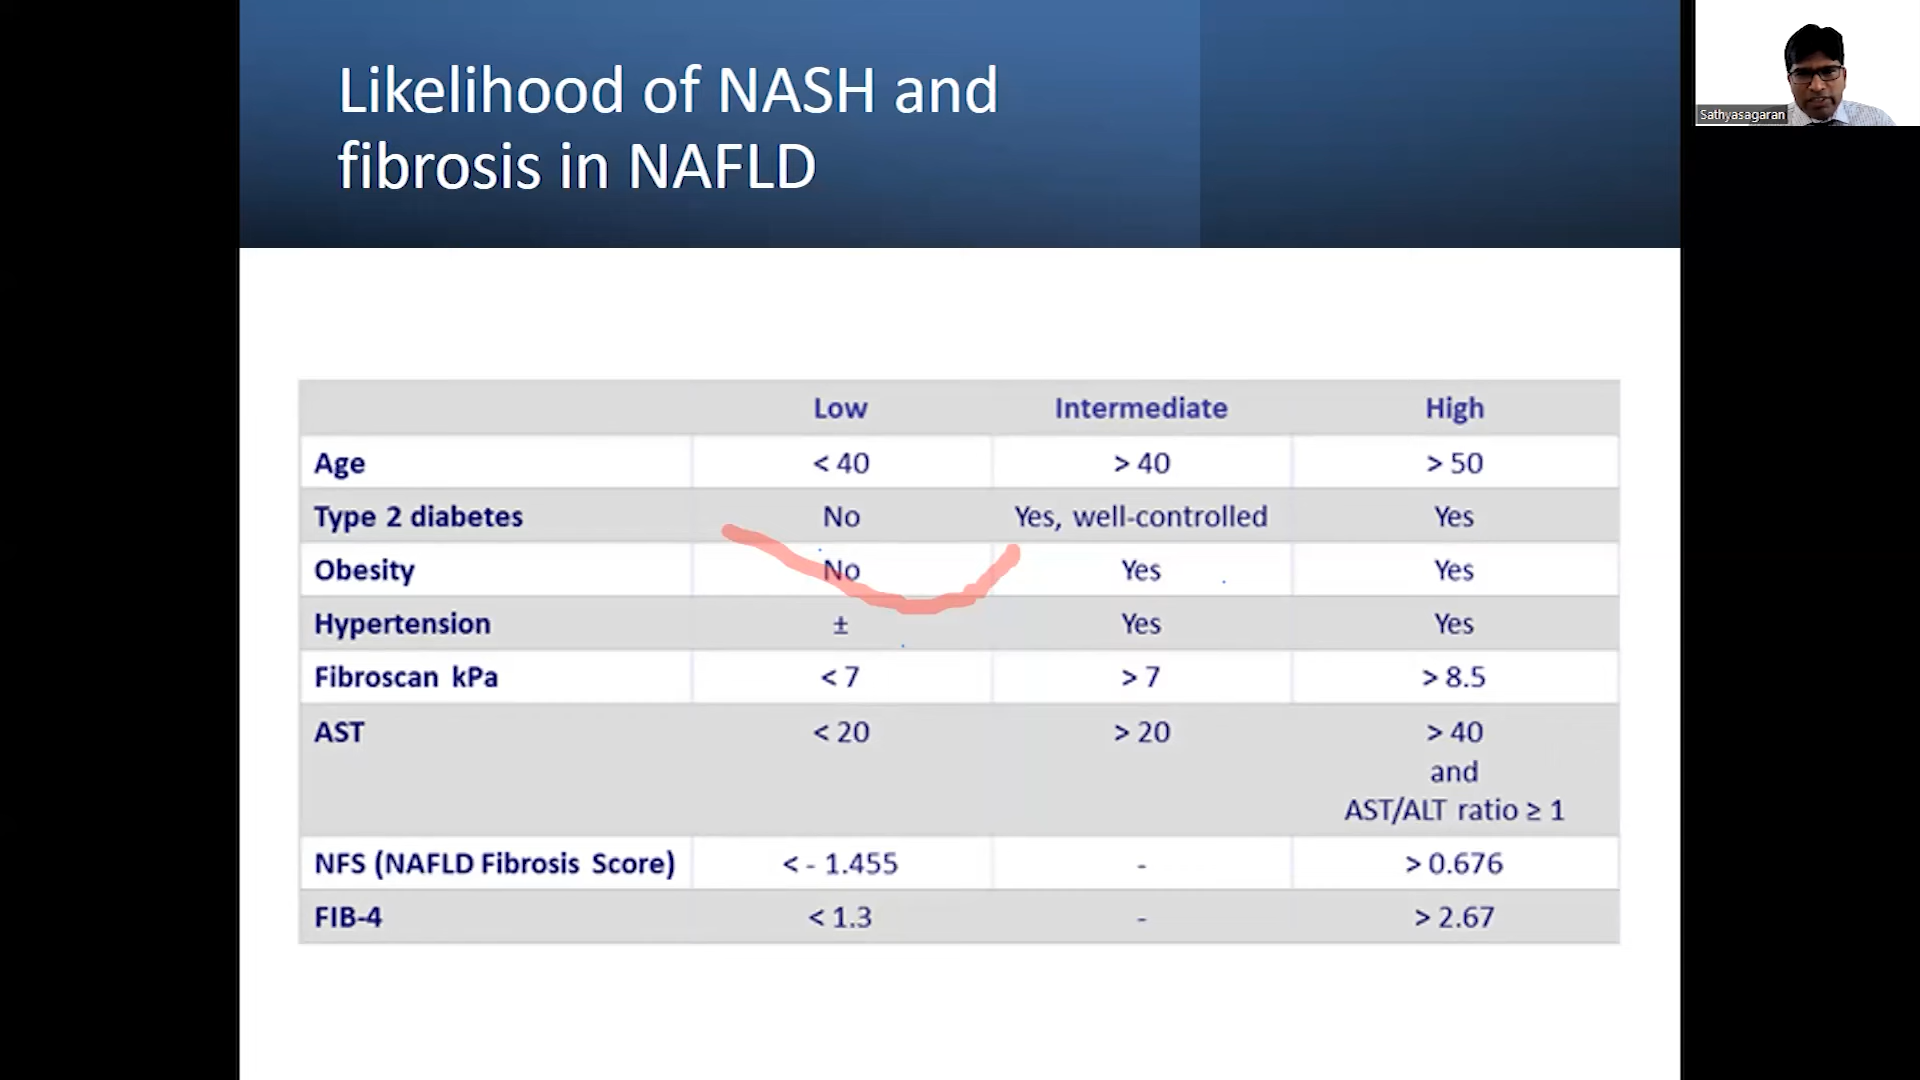 Likelihood of NASH and
fibrosis in NAFLD
Sathyasagaran
Low Intermediate High
Age < 40 > 40 > 50
Type 2 diabetes No Yes, well-controlled Yes
Obesity No Yes Yes
Hypertension ± Yes Yes
Fibroscan kPa < 7 > 7 > 8.5
AST < 20 > 20 > 40
and
AST/ALT ratio ≥ 1
NFS (NAFLD Fibrosis Score) < - 1.455 - > 0.676
FIB-4 < 1.3 - > 2.67